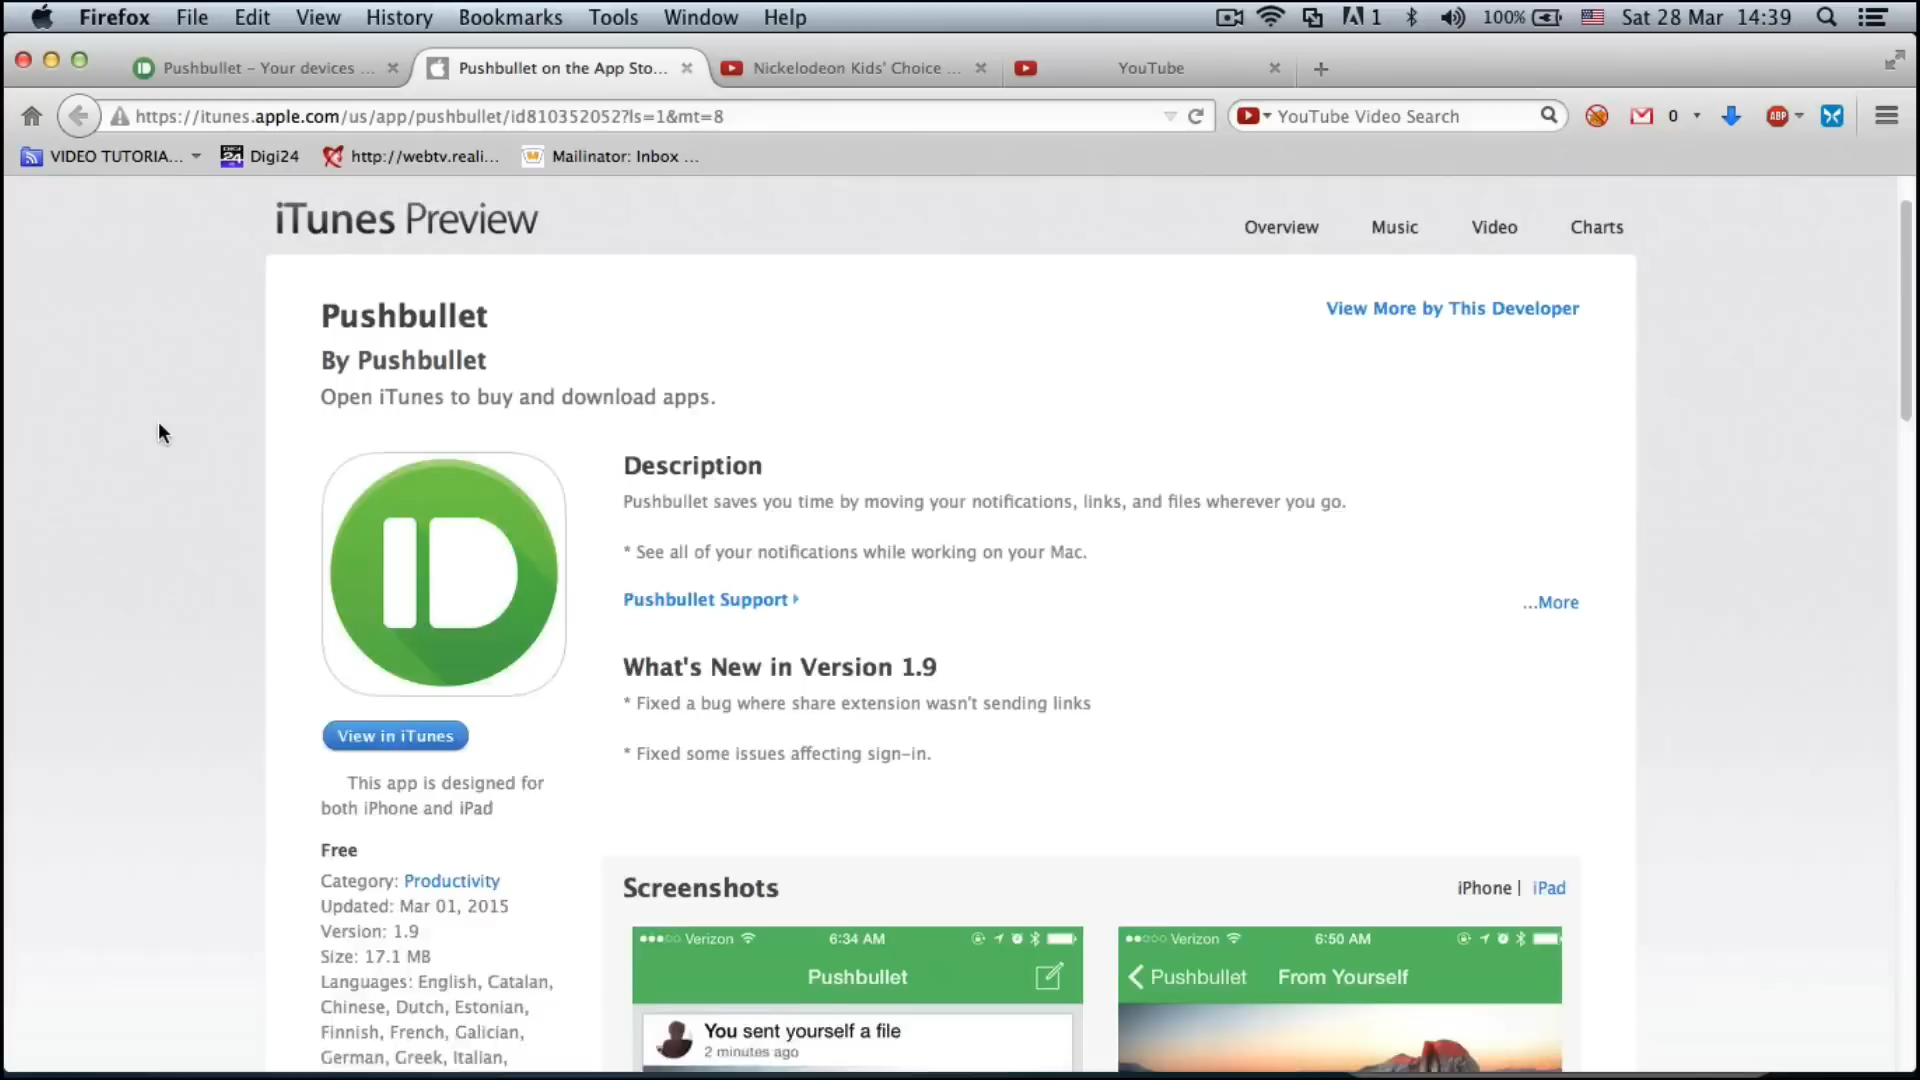 Firefox File Edit View History Bookmarks Tools Window Help 1 100% Sat 28 Mar 14:39
Pushbullet – Your devices ... Pushbullet on the App Sto... Nickelodeon Kids' Choice ... YouTube
https://itunes.apple.com/us/app/pushbullet/id810352052?ls=1&mt=8 YouTube Video Search 0 ABP
VIDEO TUTORIA... Digi24 http://webtv.reali... Mailinator: Inbox ...
iTunes Preview
Overview Music Video Charts
Pushbullet
View More by This Developer
By Pushbullet
Open iTunes to buy and download apps.
Description
Pushbullet saves you time by moving your notifications, links, and files wherever you go.
* See all of your notifications while working on your Mac.
Pushbullet Support
...More
What's New in Version 1.9
* Fixed a bug where share extension wasn't sending links
* Fixed some issues affecting sign-in.
View in iTunes
This app is designed for
both iPhone and iPad
Free
Category: Productivity
Updated: Mar 01, 2015
Version: 1.9
Size: 17.1 MB
Languages: English, Catalan,
Chinese, Dutch, Estonian,
Finnish, French, Galician,
German, Greek, Italian,
Screenshots
iPhone | iPad
Verizon 6:34 AM
Pushbullet
You sent yourself a file
2 minutes ago
Verizon 6:50 AM
Pushbullet From Yourself